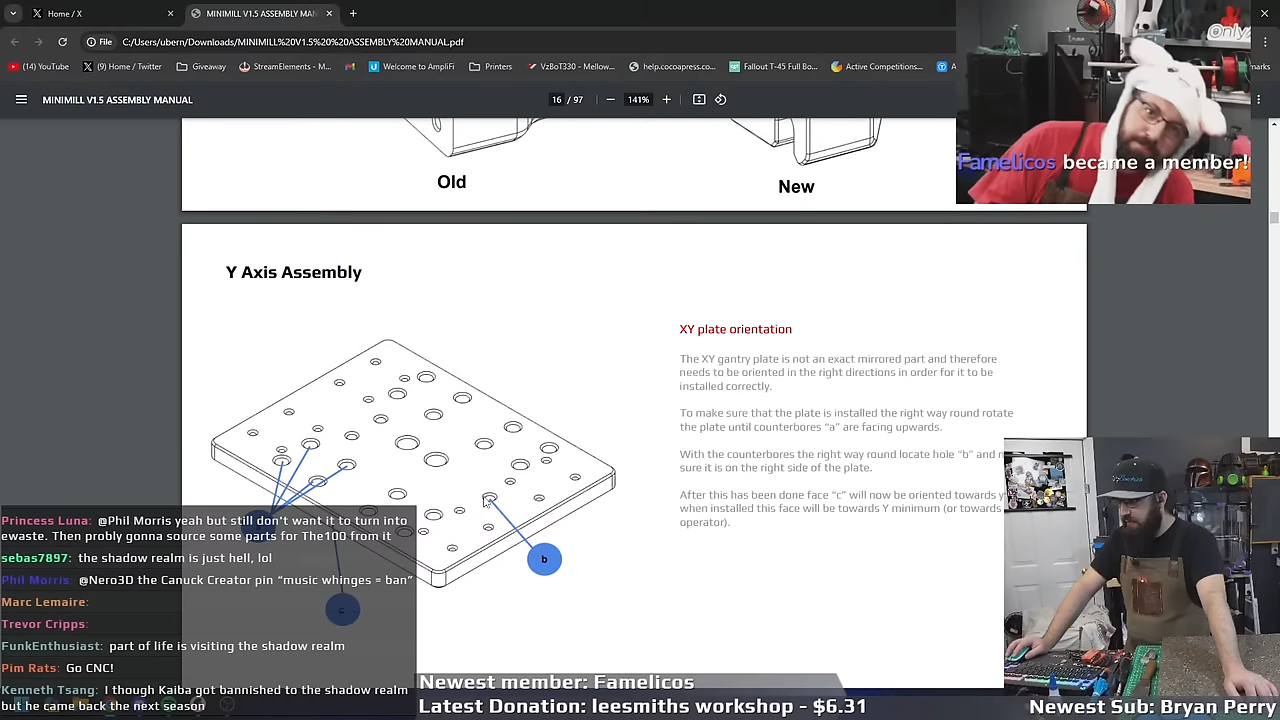 Home / X
MINIMILL V1.5 ASSEMBLY MAN
File
C:/Users/ubern/Downloads/MINIMILL%20V1.5%20%20ASSEMBLY%20MANUAL.pdf
(14) YouTube
(9) Home / Twitter
Giveaway
StreamElements - M...
Welcome to AmpliFi
Printers
VzBoT330 - Mellow...
help.cocoapress.co...
Fallout T-45 Full Bo...
Active Competitions...
MINIMILL V1.5 ASSEMBLY MANUAL
16 / 97
141%
Old
New
Famelicos became a member!
Y Axis Assembly
XY plate orientation
The XY gantry plate is not an exact mirrored part and therefore
needs to be oriented in the right directions in order for it to be
installed correctly.
To make sure that the plate is installed the right way round rotate
the plate until counterbores "a" are facing upwards.
With the counterbores the right way round locate hole "b" and
sure it is on the right side of the plate.
After this has been done face "c" will now be oriented towards
when installed this face will be towards Y minimum (or towards
operator).
b
c
Princess Luna: @Phil Morris yeah but still don't want it to turn into
ewaste. Then probly gonna source some parts for The100 from it
sebas7897: the shadow realm is just hell, lol
Phil Morris: @Nero3D the Canuck Creator pin "music whinges = ban"
Marc Lemaire:
Trevor Cripps:
FunkEnthusiast: part of life is visiting the shadow realm
Pim Rats: Go CNC!
Kenneth Tsang: I though Kaiba got bannished to the shadow realm
but he came back the next season
Newest member: Famelicos
Latest Donation: leesmiths workshop - $6.31
Newest Sub: Bryan Perry